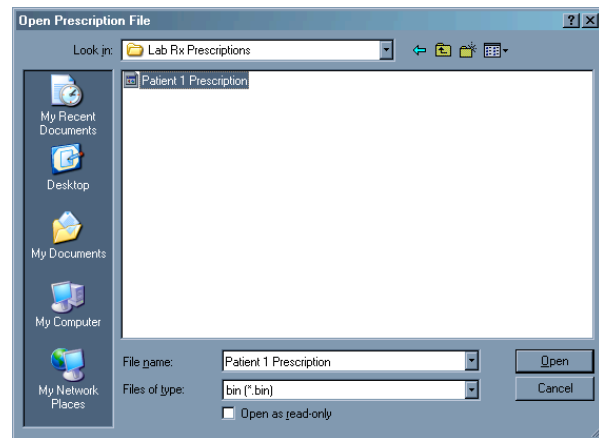 Open Prescription File
Look in: Lab Rx Prescriptions
Patient 1 Prescription
My Recent
Documents
Desktop
My Documents
My Computer
My Network
Places
File name: Patient 1 Prescription Open
Files of type: bin (*.bin) Cancel
Open as read-only